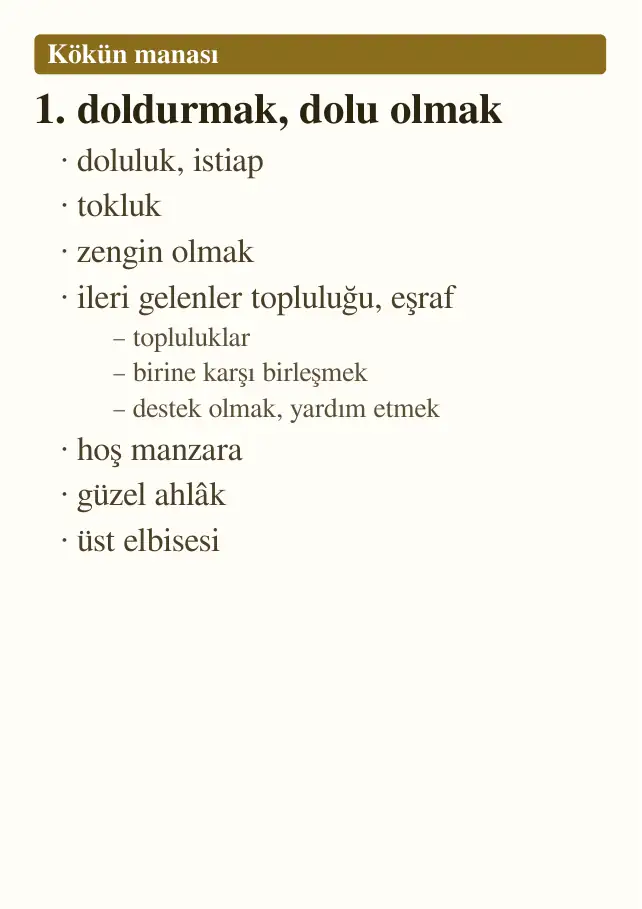 Kökün manası
1. doldurmak, dolu olmak
· doluluk, istiap
· tokluk
· zengin olmak
· ileri gelenler topluluğu, eşraf
– topluluklar
– birine karşı birleşmek
– destek olmak, yardım etmek
· hoş manzara
· güzel ahlâk
· üst elbisesi